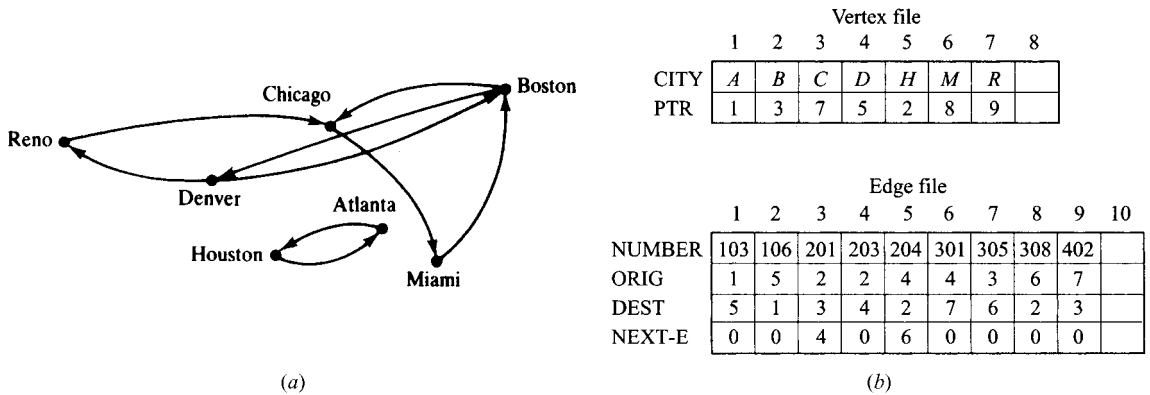 Boston
Chicago
Reno
Denver
Atlanta
Houston
Miami
(a)
Vertex file
1 2 3 4 5 6 7 8
CITY A B C D H M R
PTR 1 3 7 5 2 8 9
Edge file
1 2 3 4 5 6 7 8 9 10
NUMBER 103 106 201 203 204 301 305 308 402
ORIG 1 5 2 2 4 4 3 6 7
DEST 5 1 3 4 2 7 6 2 3
NEXT-E 0 0 4 0 6 0 0 0 0
(b)